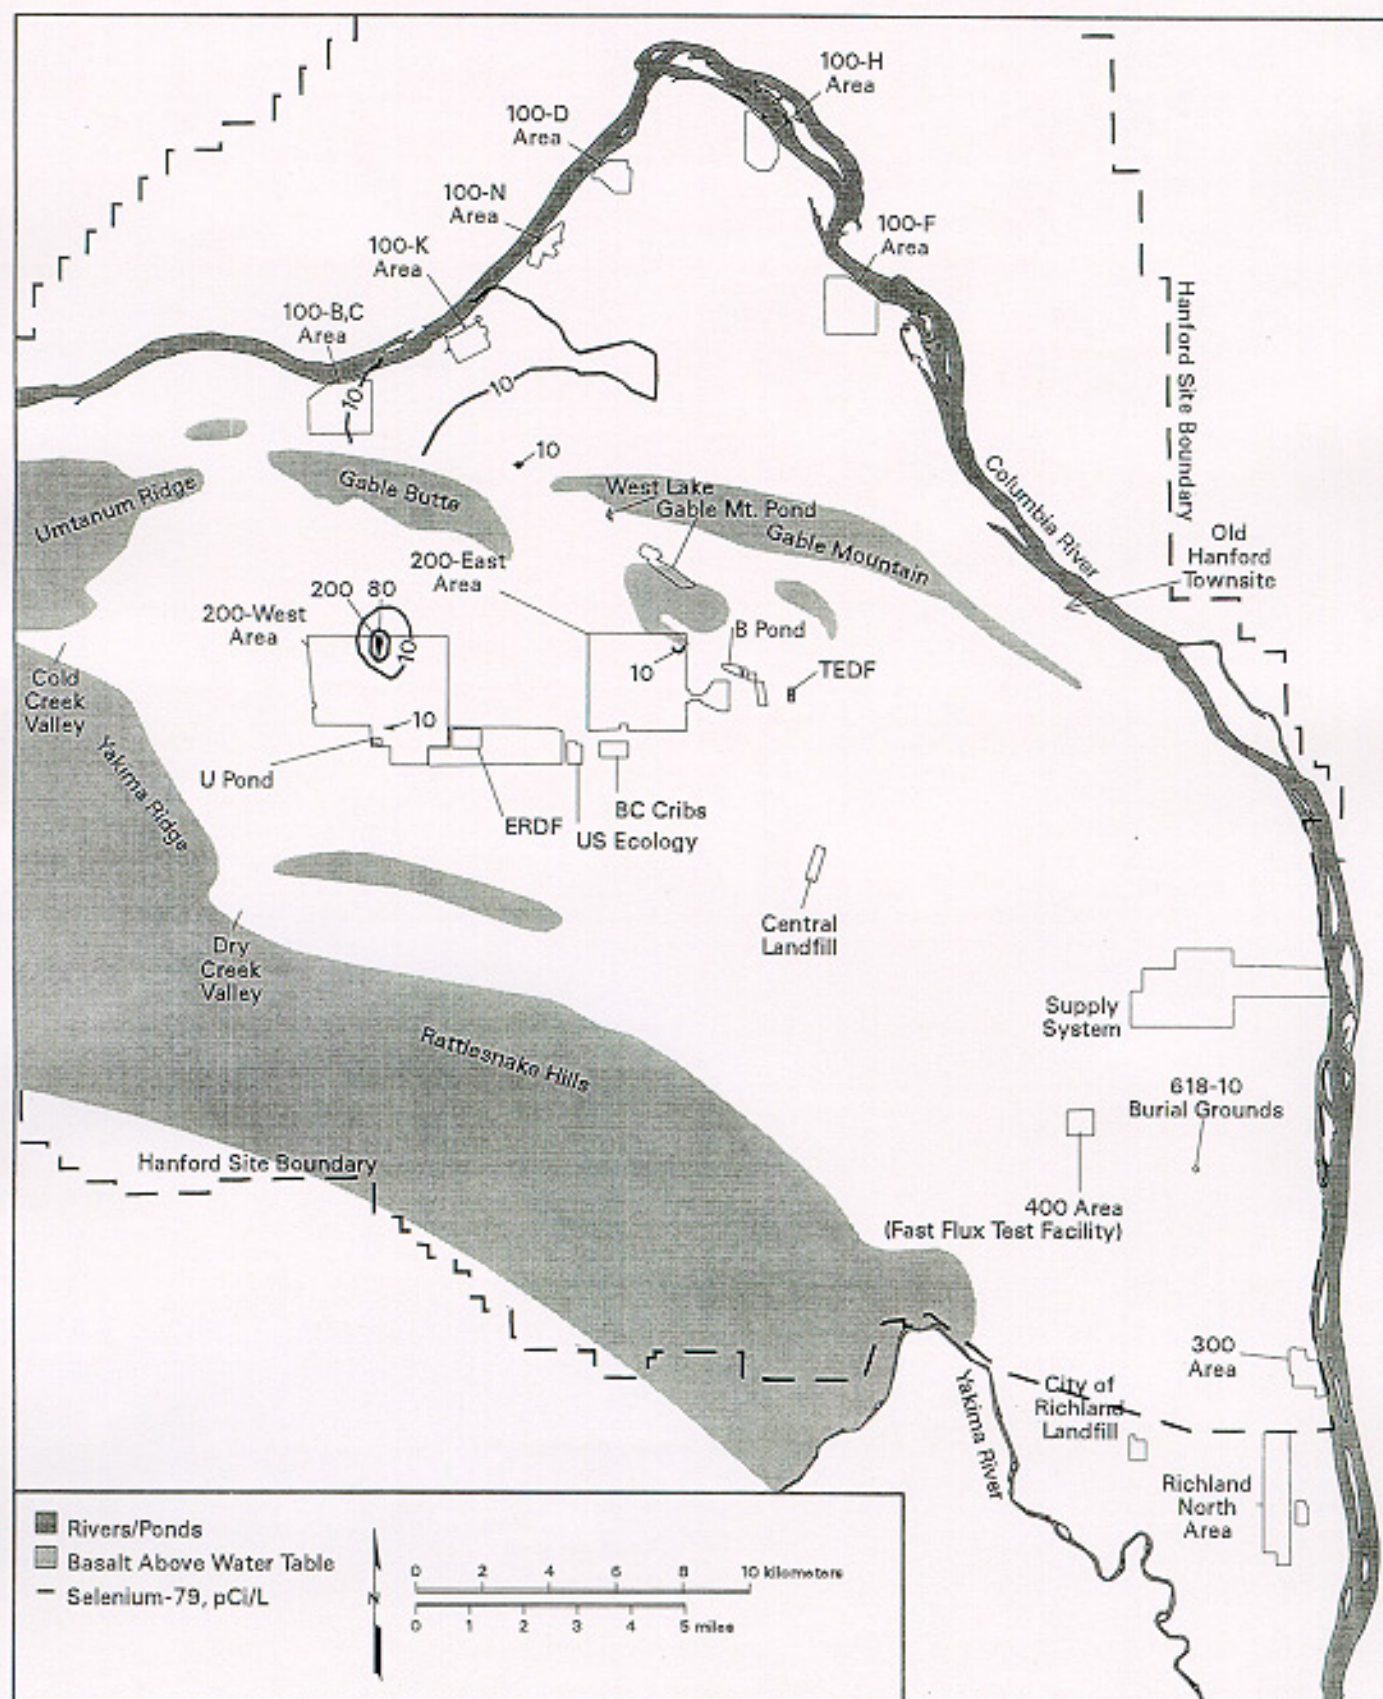 100-H
Area
100-D
Area
100-N
Area
100-F
Area
100-K
Area
100-B,C
Area
Hanford Site Boundary
10
10
10
Columbia River
Umtanum Ridge
Gable Butte
West Lake
Gable Mt. Pond
Gable Mountain
Old
Hanford
Townsite
200-East
Area
200
80
200-West
Area
10
B Pond
10
TEDF
Cold
Creek
Valley
10
Yakima Ridge
U Pond
BC Cribs
ERDF
US Ecology
Central
Landfill
Dry
Creek
Valley
Supply
System
Rattlesnake Hills
618-10
Burial Grounds
Hanford Site Boundary
400 Area
(Fast Flux Test Facility)
300
Area
City of
Richland
Landfill
Yakima River
Richland
North
Area
Rivers/Ponds
Basalt Above Water Table
Selenium-79, pCi/L
N
0 2 4 6 8 10 kilometers
0 1 2 3 4 5 miles